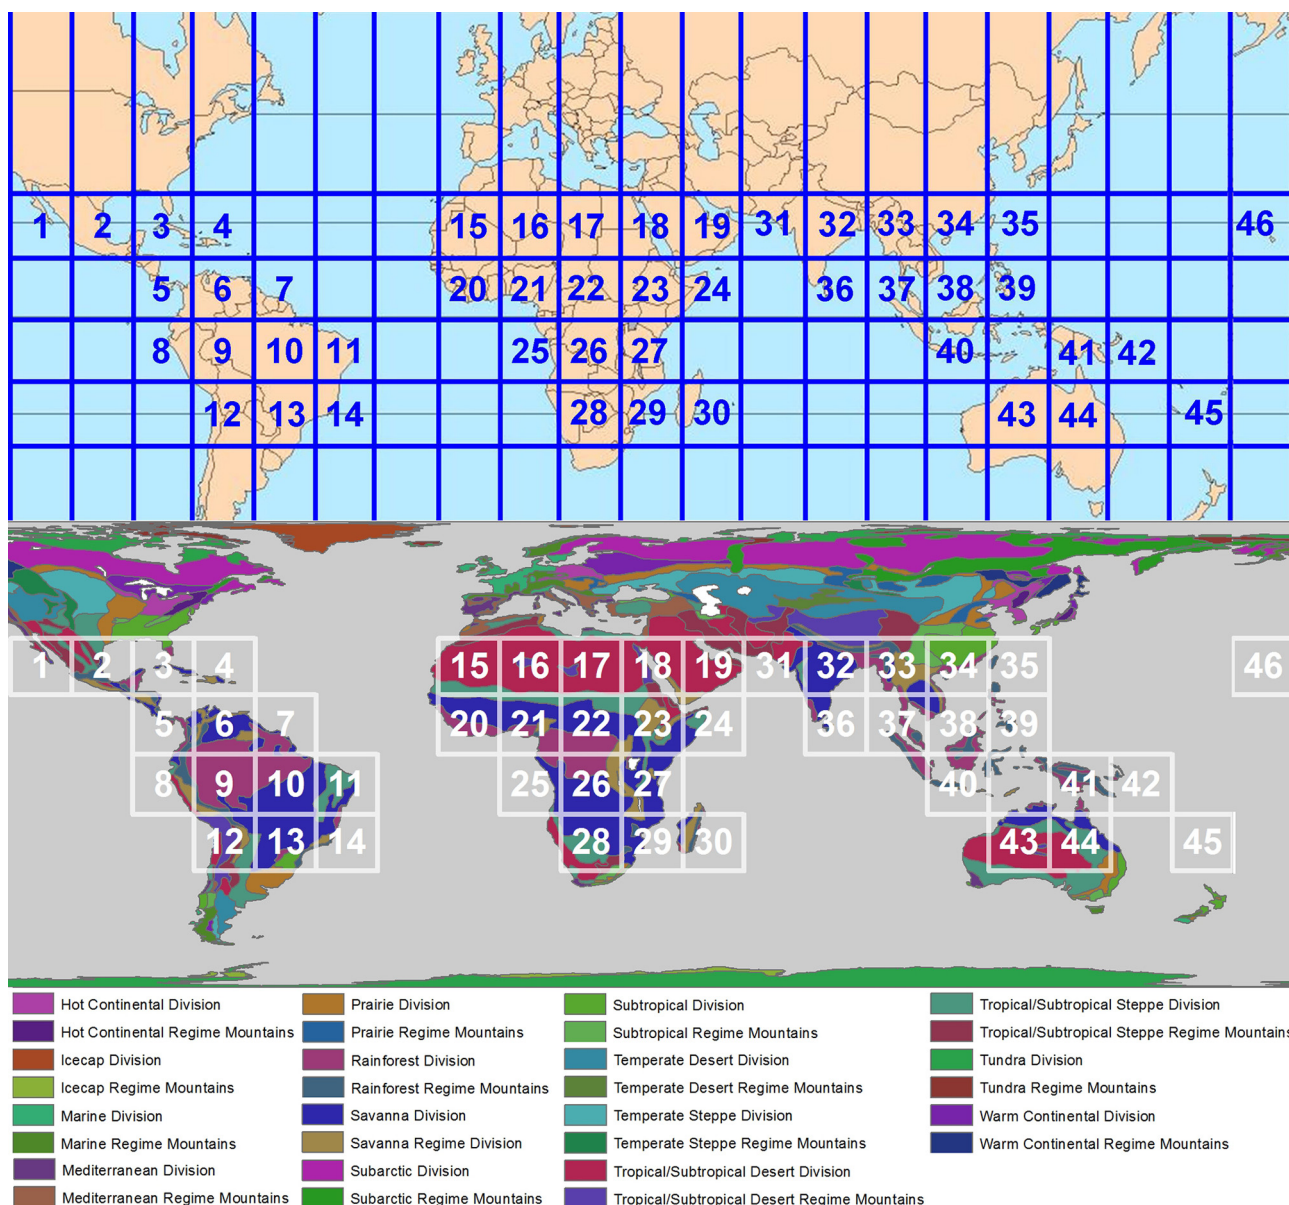 1 2 3 4 15 16 17 18 19 31 32 33 34 35 46
5 6 7 20 21 22 23 24 36 37 38 39
8 9 10 11 25 26 27 40 41 42
12 13 14 28 29 30 43 44 45
1 2 3 4 15 16 17 18 19 31 32 33 34 35 46
5 6 7 20 21 22 23 24 36 37 38 39
8 9 10 11 25 26 27 40 41 42
12 13 14 28 29 30 43 44 45
Hot Continental Division
Hot Continental Regime Mountains
Icecap Division
Icecap Regime Mountains
Marine Division
Marine Regime Mountains
Mediterranean Division
Mediterranean Regime Mountains
Prairie Division
Prairie Regime Mountains
Rainforest Division
Rainforest Regime Mountains
Savanna Division
Savanna Regime Division
Subarctic Division
Subarctic Regime Mountains
Subtropical Division
Subtropical Regime Mountains
Temperate Desert Division
Temperate Desert Regime Mountains
Temperate Steppe Division
Temperate Steppe Regime Mountains
Tropical/Subtropical Desert Division
Tropical/Subtropical Desert Regime Mountains
Tropical/Subtropical Steppe Division
Tropical/Subtropical Steppe Regime Mountains
Tundra Division
Tundra Regime Mountains
Warm Continental Division
Warm Continental Regime Mountains